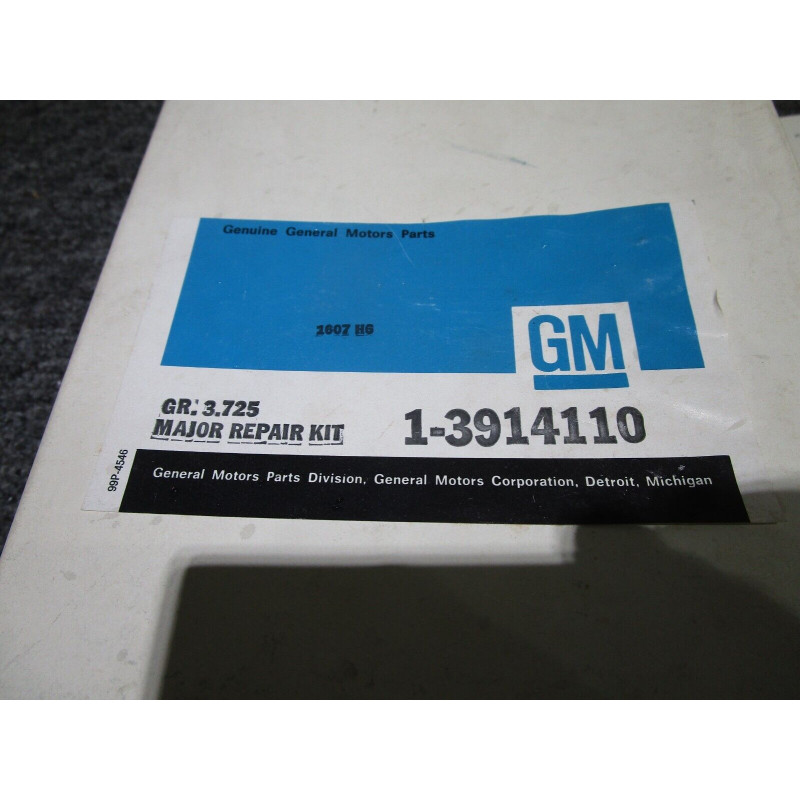 Genuine General Motors Parts
1607 H6
GM
GR. 3.725
MAJOR REPAIR KIT
1-3914110
99P-4546
General Motors Parts Division, General Motors Corporation, Detroit, Michigan